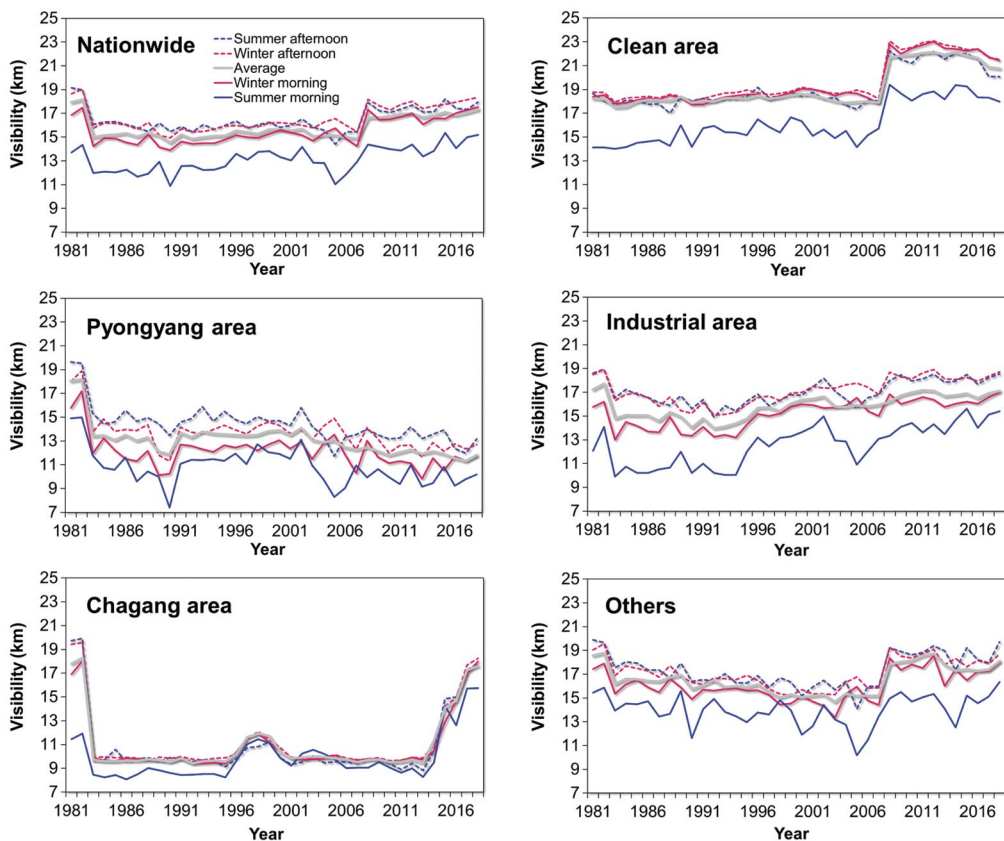 Nationwide
Summer afternoon
Winter afternoon
Average
Winter morning
Summer morning
Visibility (km)
25
23
21
19
17
15
13
11
9
7
1981 1986 1991 1996 2001 2006 2011 2016
Year
Clean area
Visibility (km)
25
23
21
19
17
15
13
11
9
7
1981 1986 1991 1996 2001 2006 2011 2016
Year
Pyongyang area
Visibility (km)
25
23
21
19
17
15
13
11
9
7
1981 1986 1991 1996 2001 2006 2011 2016
Year
Industrial area
Visibility (km)
25
23
21
19
17
15
13
11
9
7
1981 1986 1991 1996 2001 2006 2011 2016
Year
Chagang area
Visibility (km)
25
23
21
19
17
15
13
11
9
7
1981 1986 1991 1996 2001 2006 2011 2016
Year
Others
Visibility (km)
25
23
21
19
17
15
13
11
9
7
1981 1986 1991 1996 2001 2006 2011 2016
Year